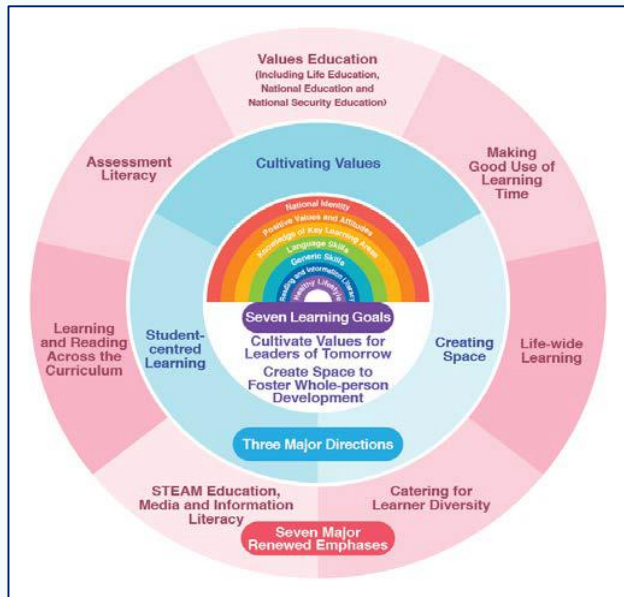 Values Education
(Including Life Education,
National Education and
National Security Education)
Assessment
Literacy
Cultivating Values
Making
Good Use of
Learning
Time
National Identity
Positive Values and Attitudes
Knowledge of Key Learning Areas
Language Skills
Generic Skills
Reading and Information Literacy
Healthy Lifestyle
Seven Learning Goals
Cultivate Values for
Leaders of Tomorrow
Create Space to
Foster Whole-person
Development
Learning
and Reading
Across the
Curriculum
Student-
centred
Learning
Creating
Space
Life-wide
Learning
Three Major Directions
STEAM Education,
Media and Information
Literacy
Catering for
Learner Diversity
Seven Major
Renewed Emphases